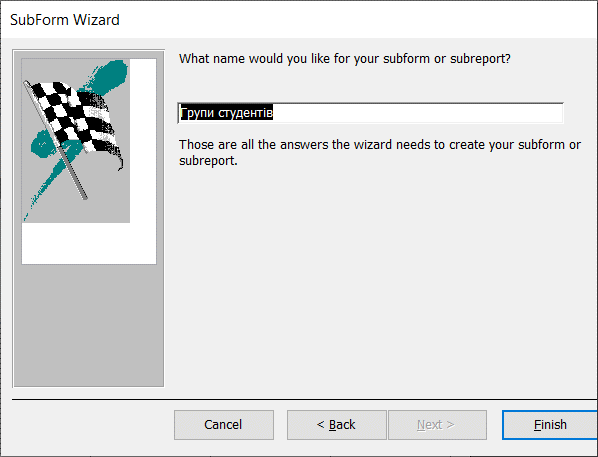 SubForm Wizard
What name would you like for your subform or subreport?
Групи студентів
Those are all the answers the wizard needs to create your subform or
subreport.
Cancel
< Back
Next >
Finish